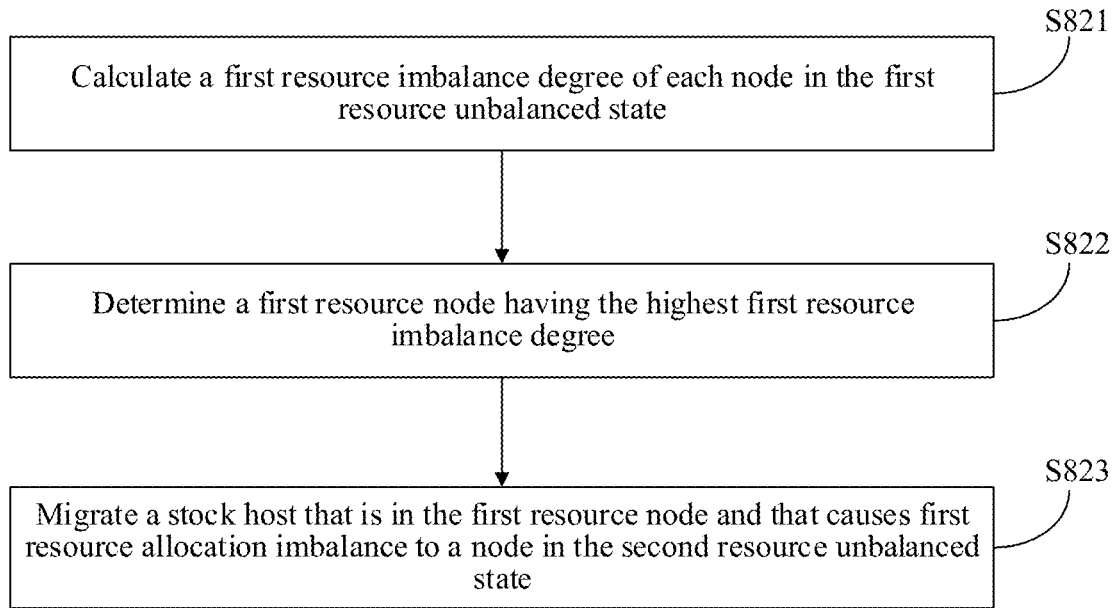 S821
Calculate a first resource imbalance degree of each node in the first
resource unbalanced state
S822
Determine a first resource node having the highest first resource
imbalance degree
S823
Migrate a stock host that is in the first resource node and that causes first
resource allocation imbalance to a node in the second resource unbalanced
state